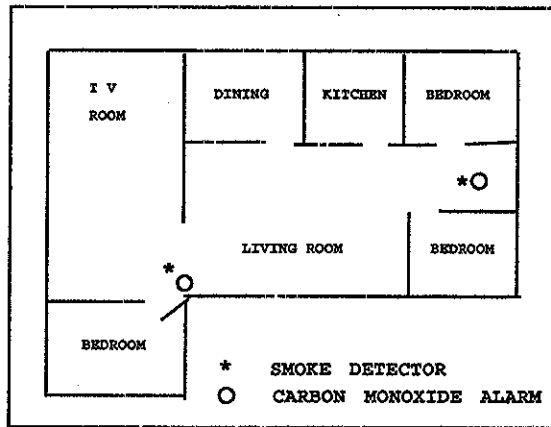 T V
ROOM
DINING
KITCHEN
BEDROOM
* O
LIVING ROOM
BEDROOM
* O
BEDROOM
* SMOKE DETECTOR
O CARBON MONOXIDE ALARM